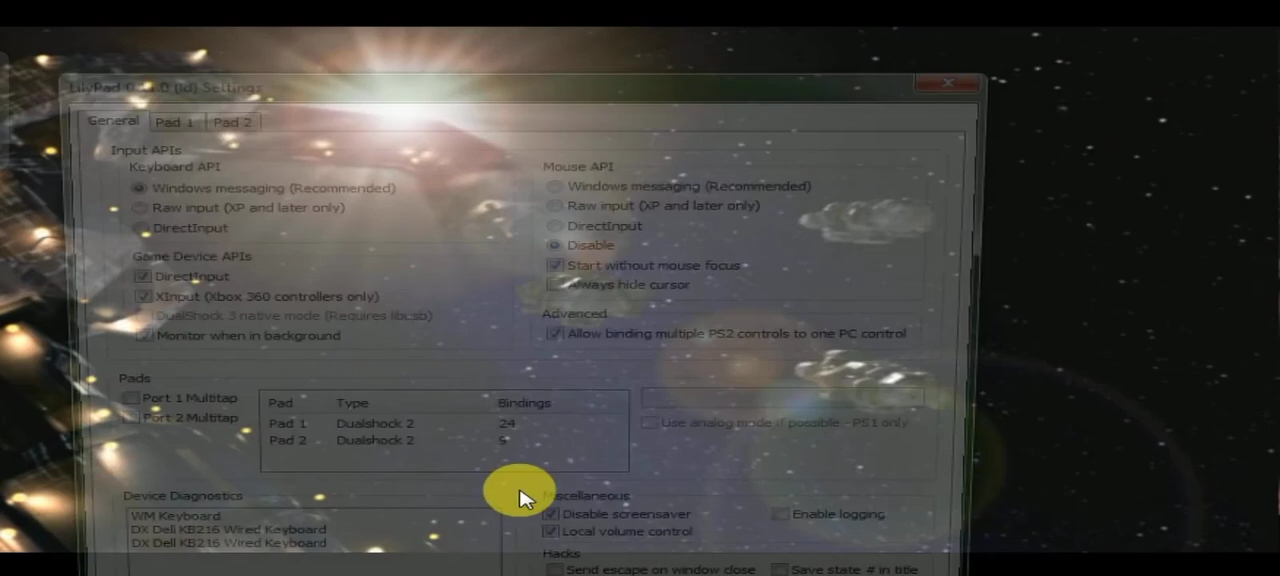 LilyPad 0.11.0 Settings
General Pad 1 Pad 2
Input APIs
Keyboard API
Windows messaging (Recommended)
Raw input (XP and later only)
DirectInput
Game Device APIs
DirectInput
XInput (Xbox 360 controllers only)
DualShock 3 native mode (Requires libusb)
Monitor when in background
Mouse API
Windows messaging (Recommended)
Raw input (XP and later only)
DirectInput
Disable
Start without mouse focus
Always hide cursor
Advanced
Allow binding multiple PS2 controls to one PC control
Pads
Port 1 Multitap
Port 2 Multitap
Pad Type Bindings
Pad 1 Dualshock 2 24
Pad 2 Dualshock 2 9
Use analog mode if possible - PS1 only
Device Diagnostics
WM Keyboard
DX Dell KB216 Wired Keyboard
DX Dell KB216 Wired Keyboard
Miscellaneous
Disable screensaver Enable logging
Local volume control
Hacks
Send escape on window close Save state # in title